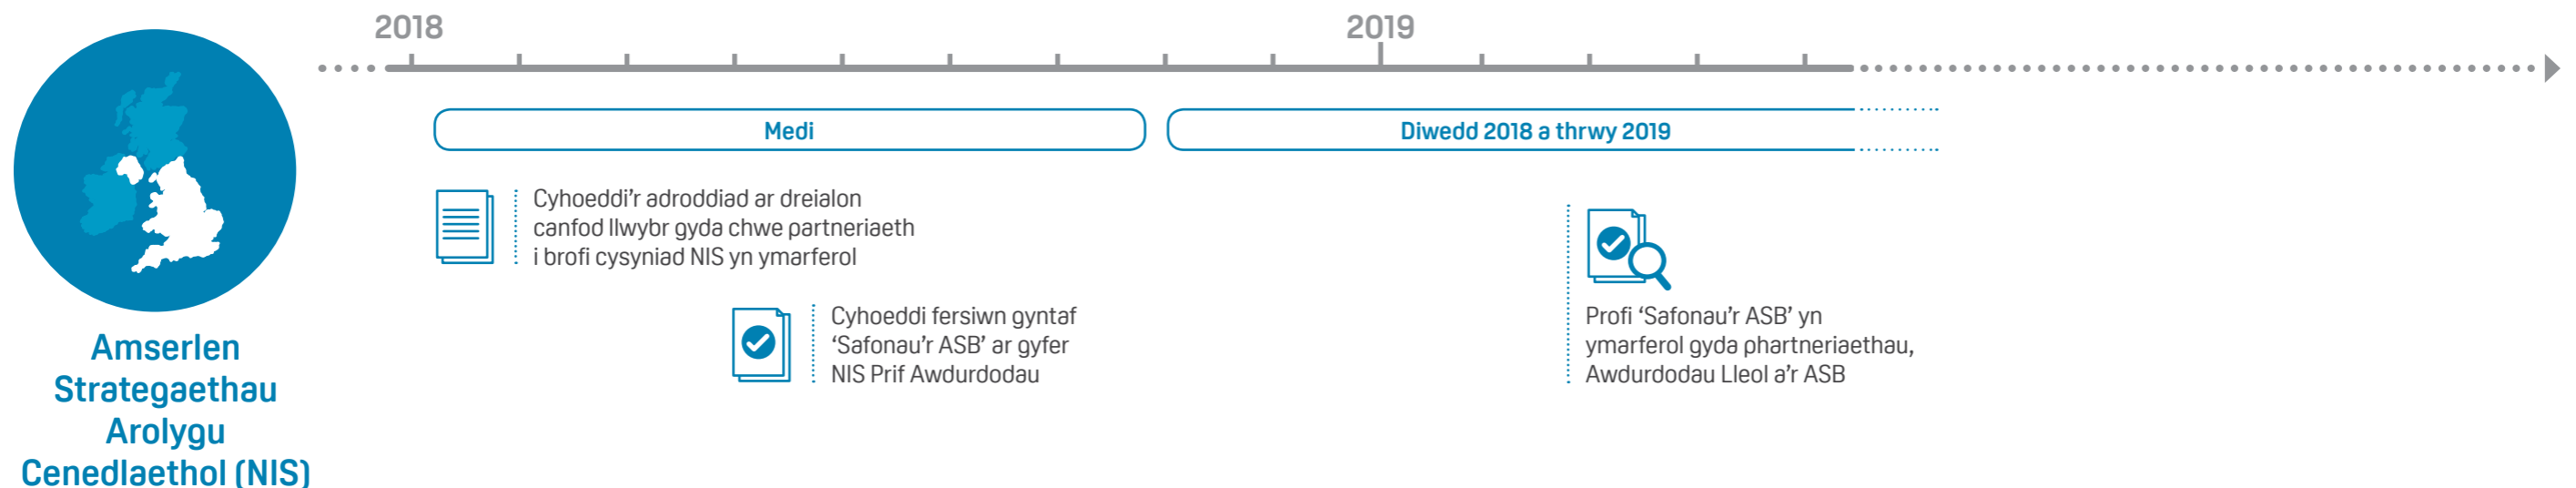 2018
2019
Medi
Diwedd 2018 a thrwy 2019
Cyhoeddi’r adroddiad ar dreialon
canfod llwybr gyda chwe partneriaeth
i brofi cysyniad NIS yn ymarferol
Cyhoeddi fersiwn gyntaf
‘Safonau’r ASB’ ar gyfer
NIS Prif Awdurdodau
Profi ‘Safonau’r ASB’ yn
ymarferol gyda phartneriaethau,
Awdurdodau Lleol a’r ASB
Amserlen
Strategaethau
Arolygu
Cenedlaethol (NIS)